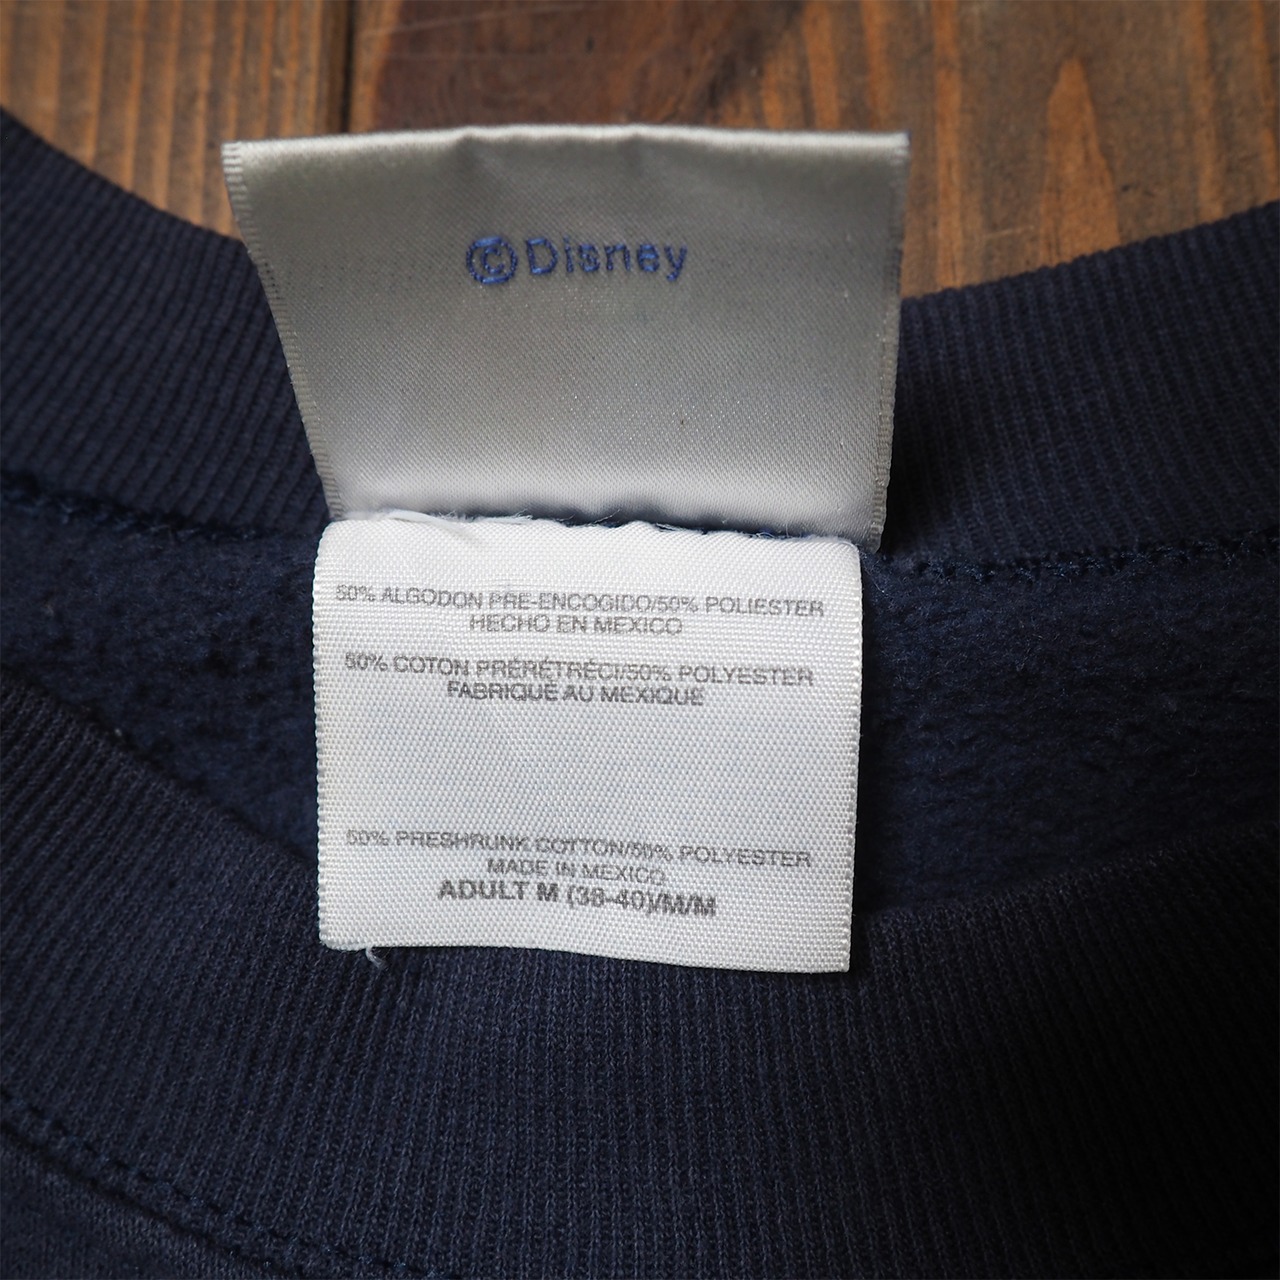 ©Disney
50% ALGODON PRE-ENCOGIDO/50% POLIESTER
HECHO EN MEXICO
50% COTON PRÉRÉTRÉCI/50% POLYESTER
FABRIQUE AU MEXIQUE
50% PRESHRUNK COTTON/50% POLYESTER
MADE IN MEXICO
ADULT M (38-40)/M/M